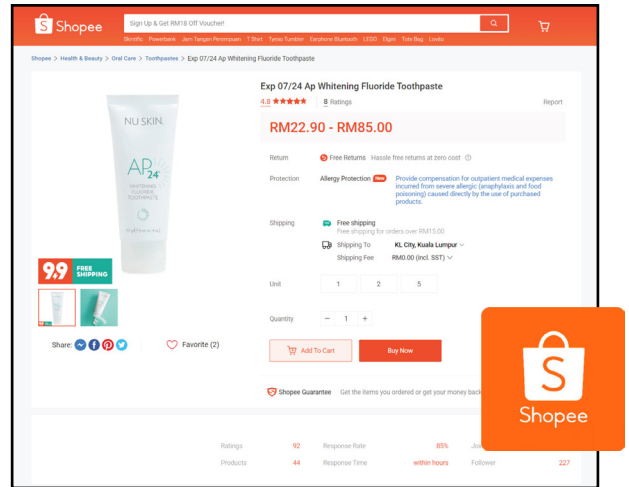 Shopee
Sign Up & Get RM18 Off Voucher!
Skintific Powerbank Jam Tangan Perempuan T Shirt Tyeso Tumbler Earphone Bluetooth LEGO Elgini Tote Bag Lovito
Shopee > Health & Beauty > Oral Care > Toothpastes > Exp 07/24 Ap Whitening Fluoride Toothpaste
Exp 07/24 Ap Whitening Fluoride Toothpaste
4.8 ★★★★★ 8 Ratings Report
RM22.90 - RM85.00
NU SKIN.
AP
24
WHITENING
FLUORIDE
TOOTHPASTE
Return Free Returns Hassle free returns at zero cost
Protection Allergy Protection New Provide compensation for outpatient medical expenses
incurred from severe allergic (anaphylaxis and food
poisoning) caused directly by the use of purchased
products.
Shipping Free shipping
Free shipping for orders over RM15.00
Shipping To KL City, Kuala Lumpur
Shipping Fee RM0.00 (incl. SST)
9.9 FREE
SHIPPING
Unit 1 2 5
Quantity − 1 +
Share: Favorite (2)
Add To Cart Buy Now
Shopee Guarantee Get the items you ordered or get your money back
S
Shopee
Ratings 92 Response Rate 85%
Products 44 Response Time within hours Follower 227